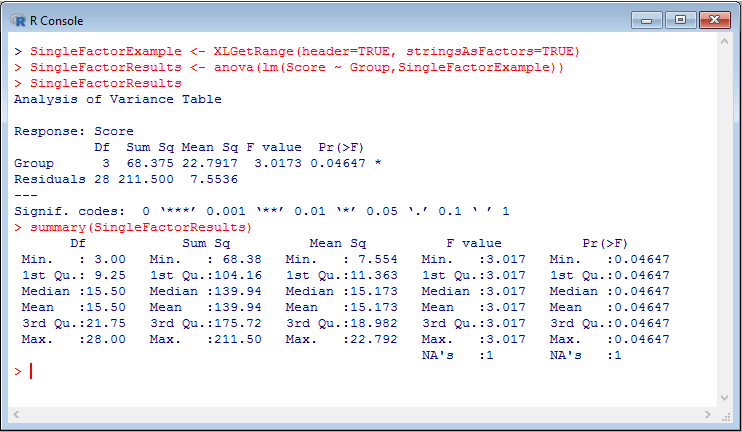 R Console
> SingleFactorExample <- XLGetRange(header=TRUE, stringsAsFactors=TRUE)
> SingleFactorResults <- anova(lm(Score ~ Group,SingleFactorExample))
> SingleFactorResults
Analysis of Variance Table
Response: Score
          Df  Sum Sq Mean Sq F value  Pr(>F)
Group      3  68.375 22.7917  3.0173 0.04647 *
Residuals 28 211.500  7.5536
---
Signif. codes:  0 ‘***’ 0.001 ‘**’ 0.01 ‘*’ 0.05 ‘.’ 0.1 ‘ ’ 1
> summary(SingleFactorResults)
       Df            Sum Sq          Mean Sq          F value          Pr(>F)
 Min.   : 3.00   Min.   : 68.38   Min.   : 7.554   Min.   :3.017   Min.   :0.04647
 1st Qu.: 9.25   1st Qu.:104.16   1st Qu.:11.363   1st Qu.:3.017   1st Qu.:0.04647
 Median :15.50   Median :139.94   Median :15.173   Median :3.017   Median :0.04647
 Mean   :15.50   Mean   :139.94   Mean   :15.173   Mean   :3.017   Mean   :0.04647
 3rd Qu.:21.75   3rd Qu.:175.72   3rd Qu.:18.982   3rd Qu.:3.017   3rd Qu.:0.04647
 Max.   :28.00   Max.   :211.50   Max.   :22.792   Max.   :3.017   Max.   :0.04647
                                                   NA's   :1       NA's   :1
>